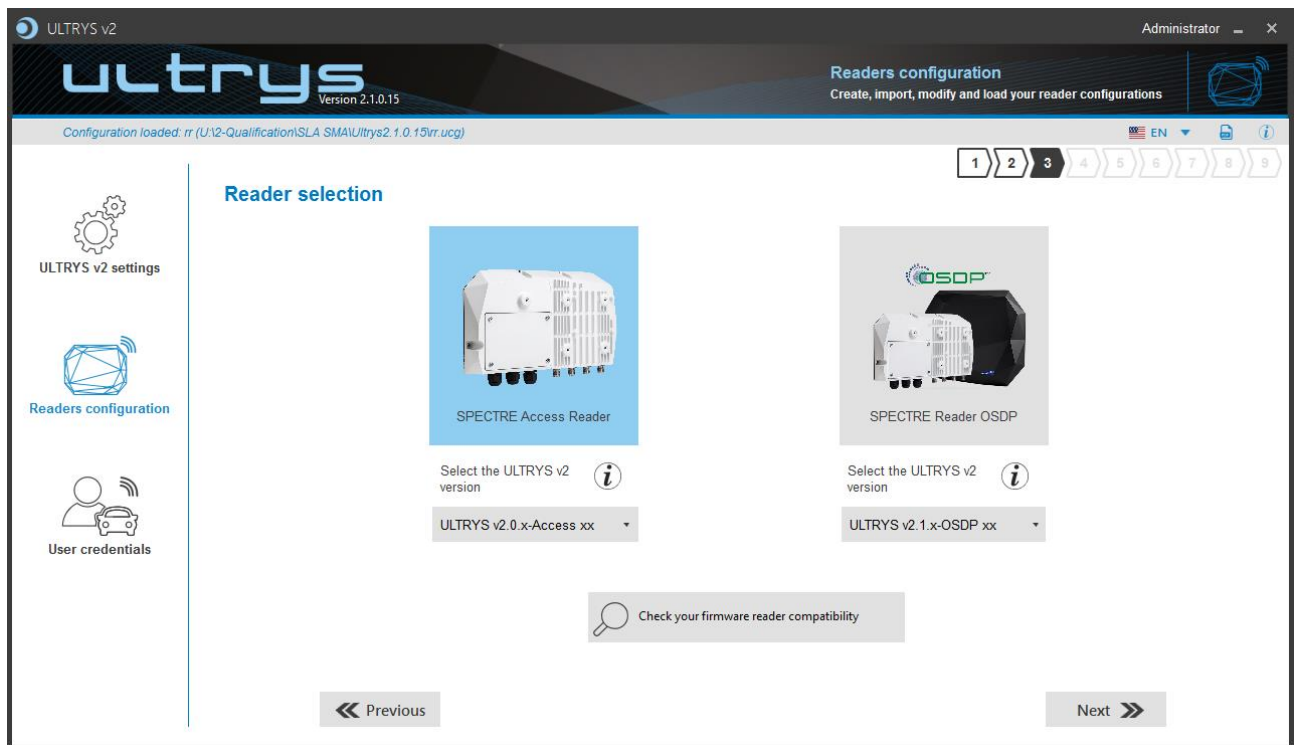 ULTRYS v2
Administrator
ultrys
Version 2.1.0.15
Readers configuration
Create, import, modify and load your reader configurations
Configuration loaded: rr (U:\2-Qualification\SLA SMA\Ultrys2.1.0.15\rr.ucg)
EN
1 2 3 4 5 6 7 8 9
Reader selection
ULTRYS v2 settings
Readers configuration
User credentials
SPECTRE Access Reader
Select the ULTRYS v2
version
ULTRYS v2.0.x-Access xx
OSDP
SPECTRE Reader OSDP
Select the ULTRYS v2
version
ULTRYS v2.1.x-OSDP xx
Check your firmware reader compatibility
Previous
Next